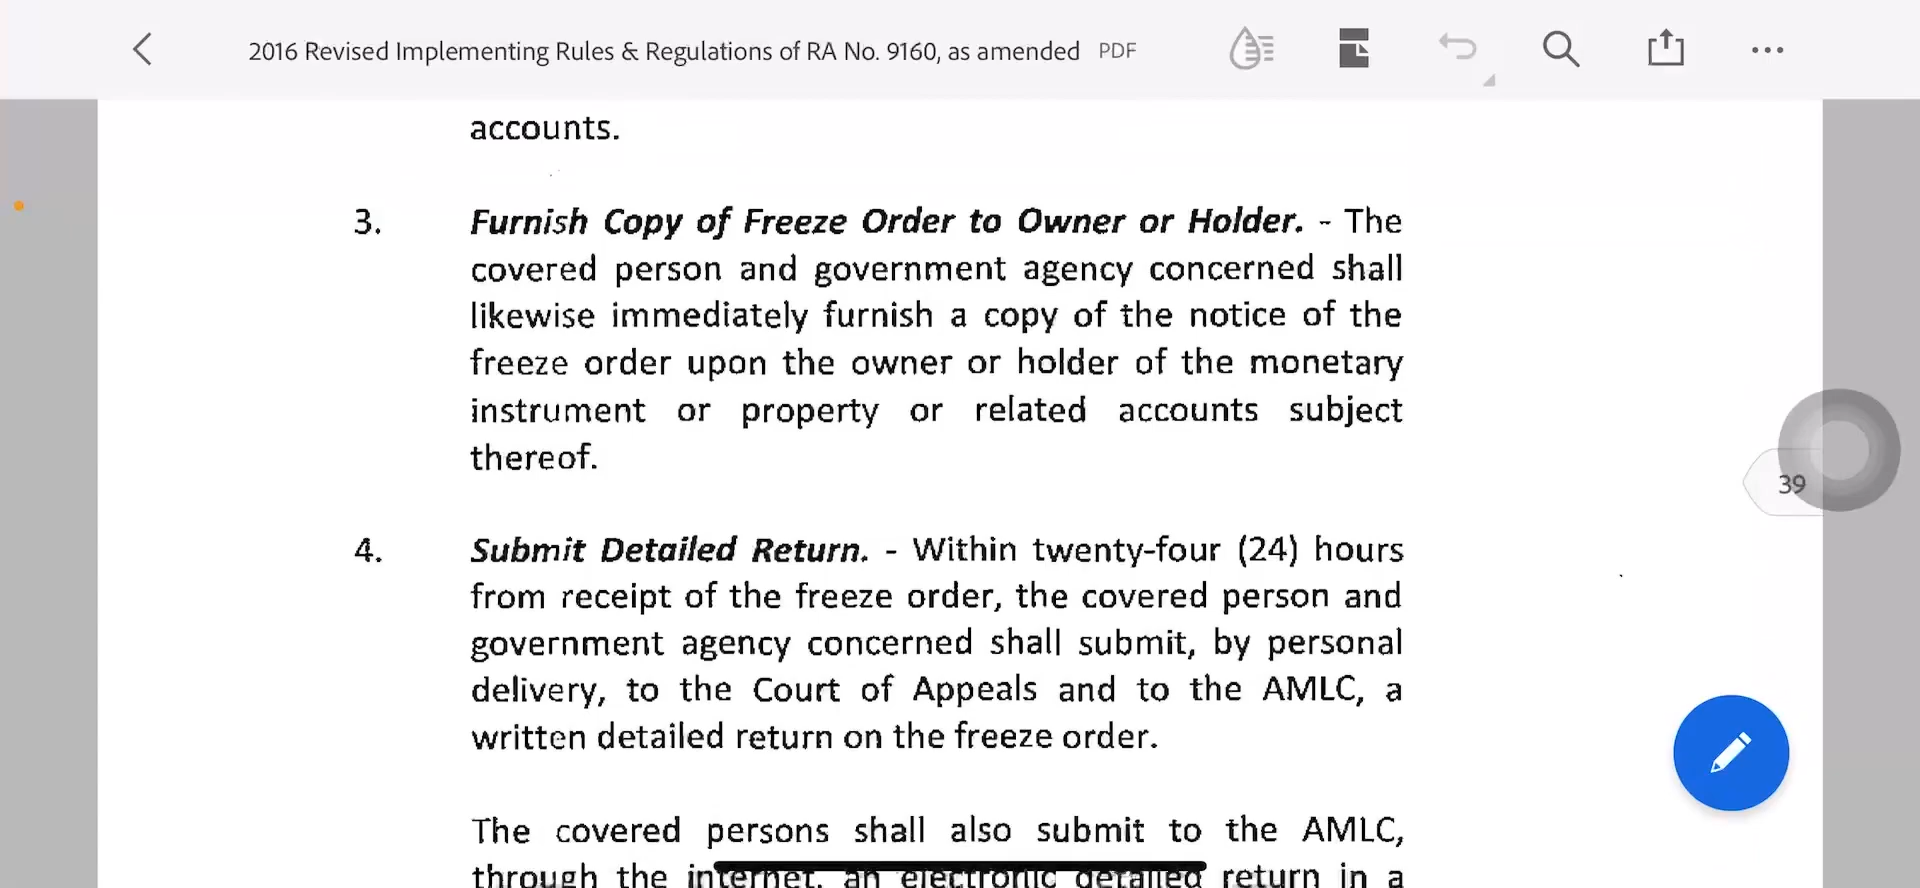 2016 Revised Implementing Rules & Regulations of RA No. 9160, as amended PDF
accounts.
3. Furnish Copy of Freeze Order to Owner or Holder. - The
covered person and government agency concerned shall
likewise immediately furnish a copy of the notice of the
freeze order upon the owner or holder of the monetary
instrument or property or related accounts subject
thereof.
39
4. Submit Detailed Return. - Within twenty-four (24) hours
from receipt of the freeze order, the covered person and
government agency concerned shall submit, by personal
delivery, to the Court of Appeals and to the AMLC, a
written detailed return on the freeze order.
The covered persons shall also submit to the AMLC,
through the internet, an electronic detailed return in a